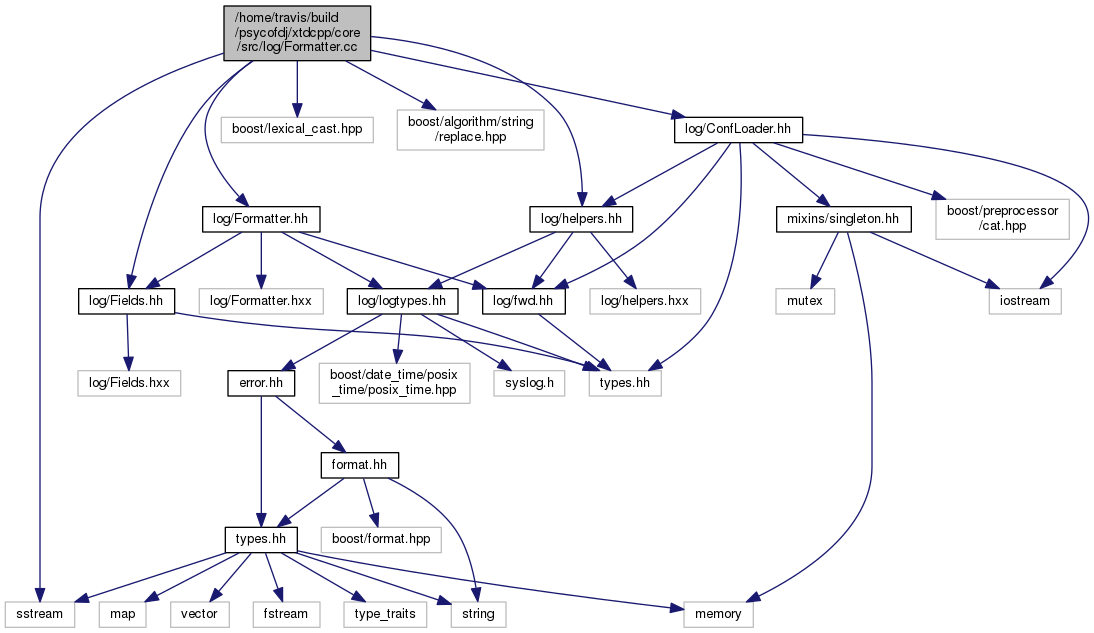 /home/travis/build
/psycofdj/xtdcpp/core
/src/log/Formatter.cc
boost/lexical_cast.hpp
boost/algorithm/string
/replace.hpp
log/ConfLoader.hh
log/Formatter.hh
log/helpers.hh
mixins/singleton.hh
boost/preprocessor
/cat.hpp
log/Fields.hh
log/Formatter.hxx
log/logtypes.hh
log/fwd.hh
log/helpers.hxx
mutex
iostream
log/Fields.hxx
error.hh
boost/date_time/posix
_time/posix_time.hpp
syslog.h
types.hh
format.hh
types.hh
boost/format.hpp
sstream
map
vector
fstream
type_traits
string
memory